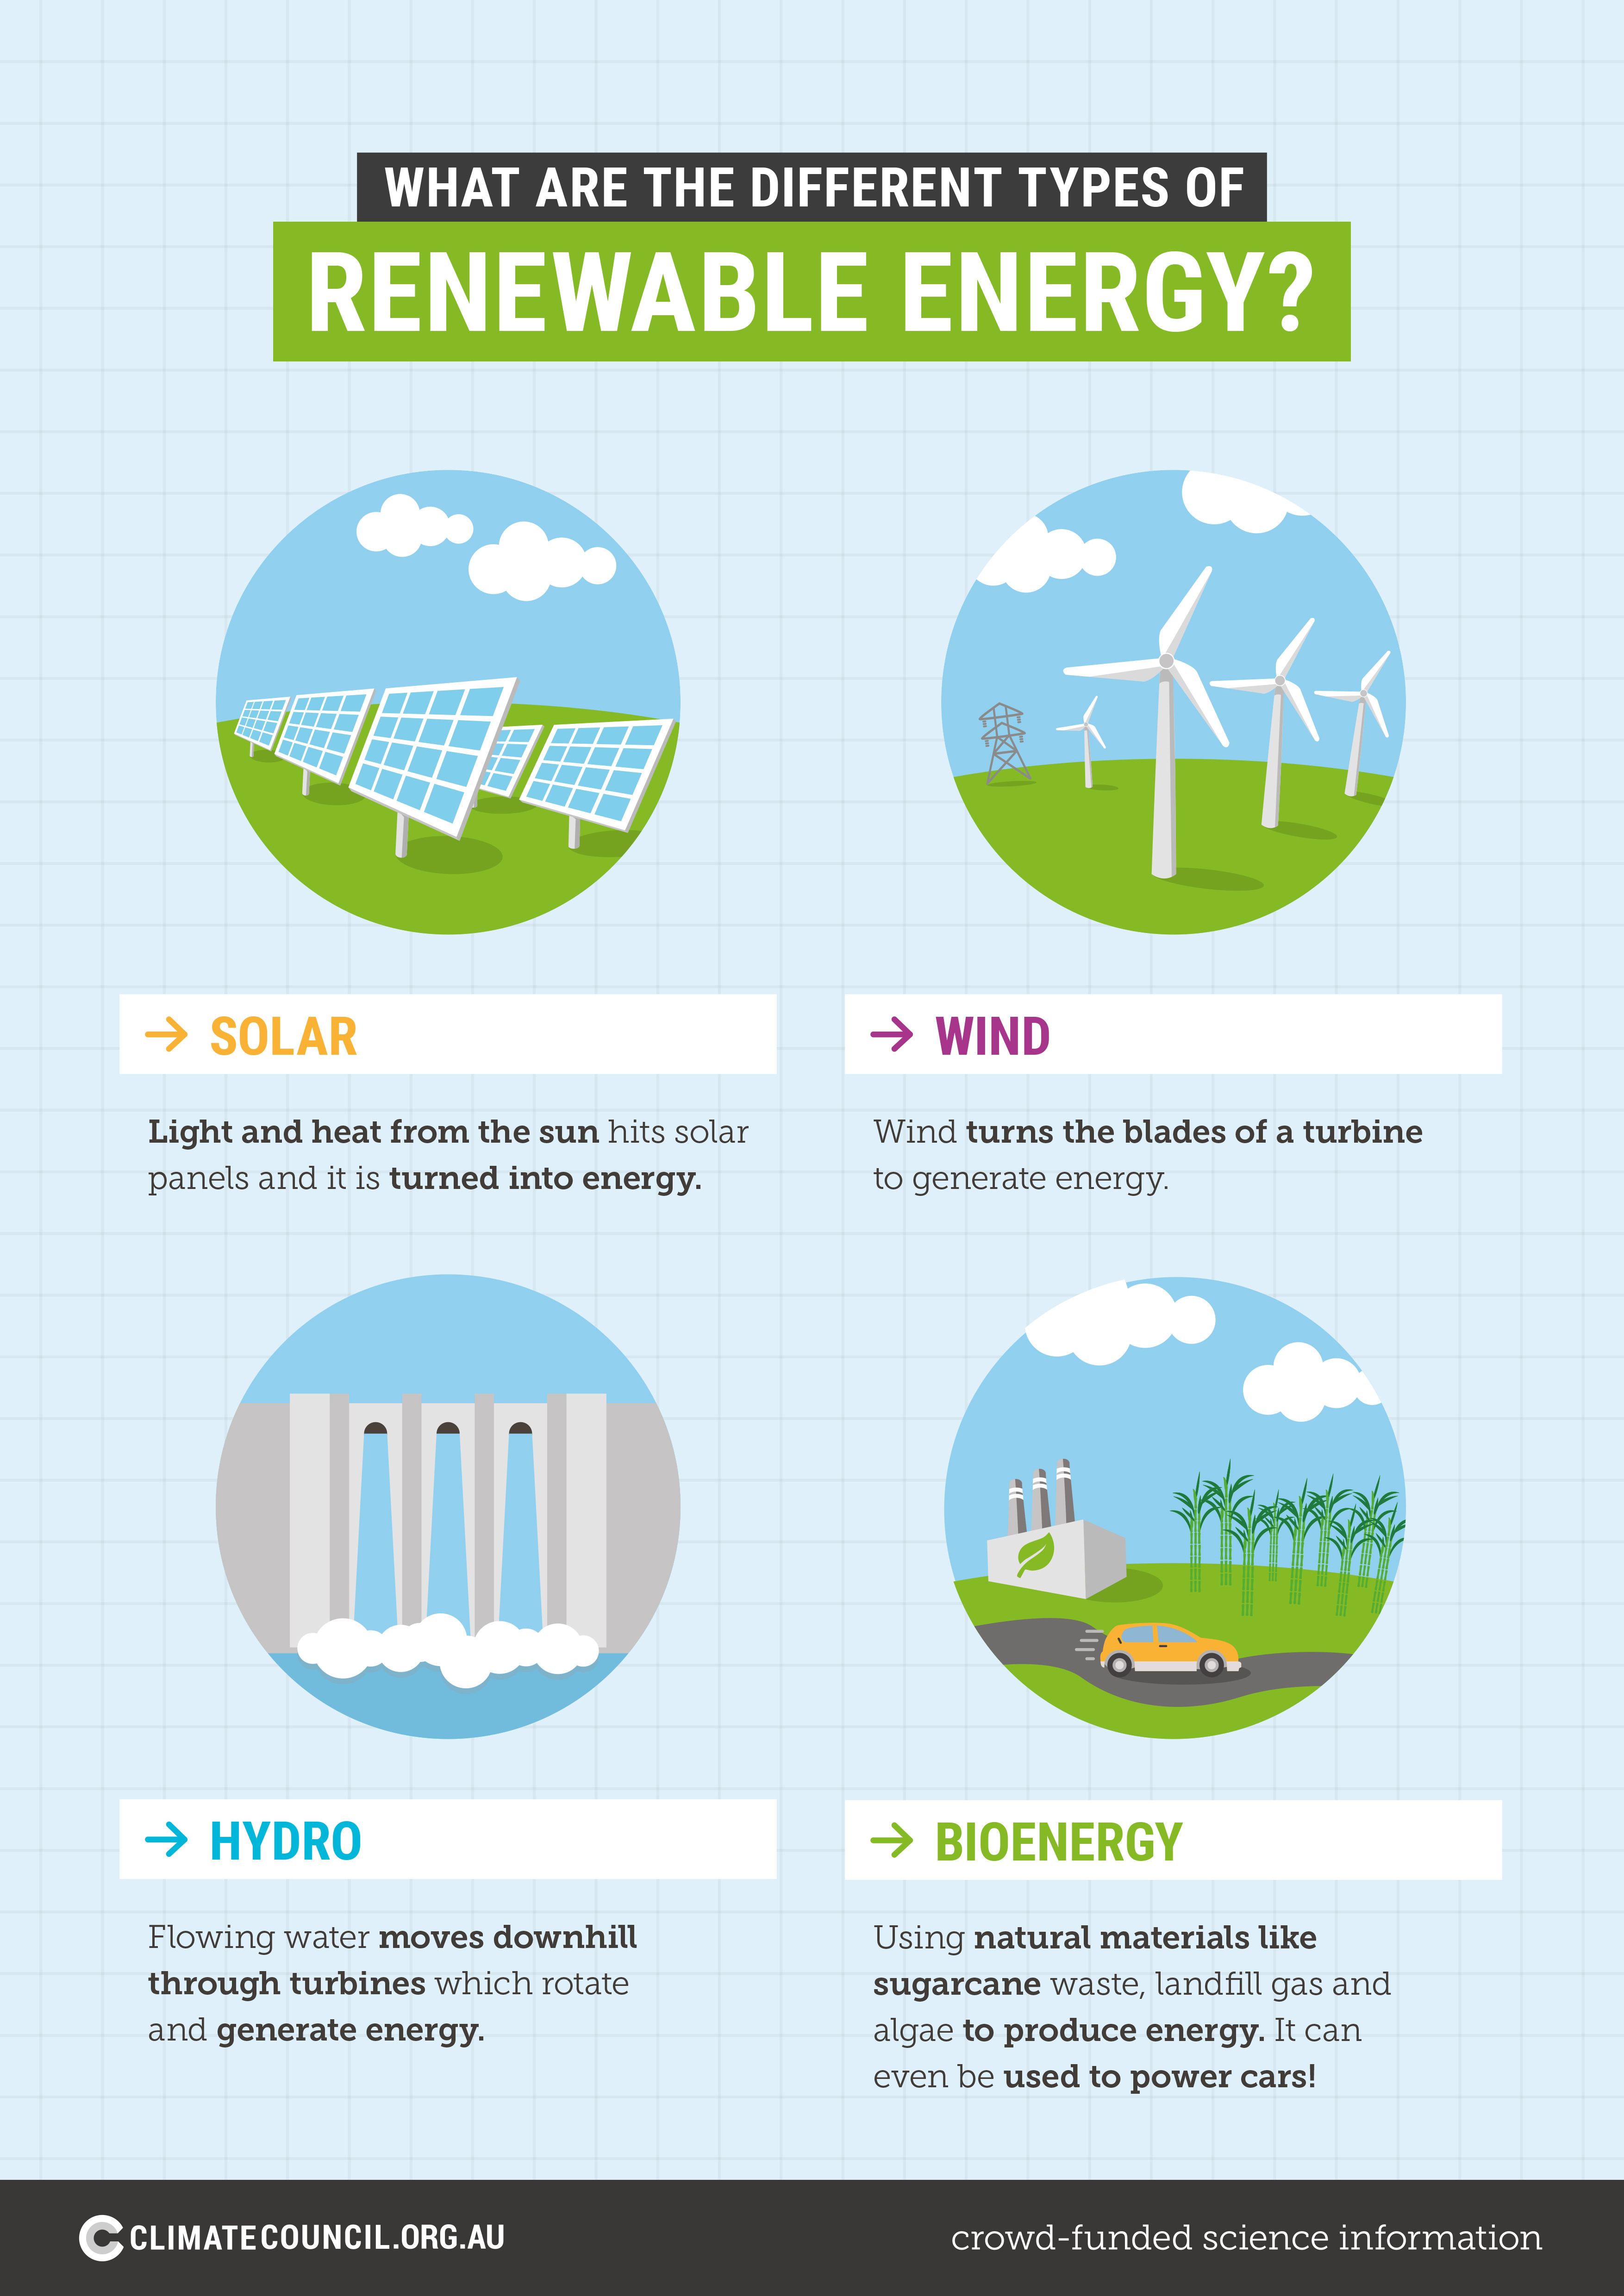 WHAT ARE THE DIFFERENT TYPES OF
RENEWABLE ENERGY?
SOLAR
Light and heat from the sun hits solar
panels and it is turned into energy.
WIND
Wind turns the blades of a turbine
to generate energy.
HYDRO
Flowing water moves downhill
through turbines which rotate
and generate energy.
BIOENERGY
Using natural materials like
sugarcane waste, landfill gas and
algae to produce energy. It can
even be used to power cars!
CLIMATECOUNCIL.ORG.AU
crowd-funded science information